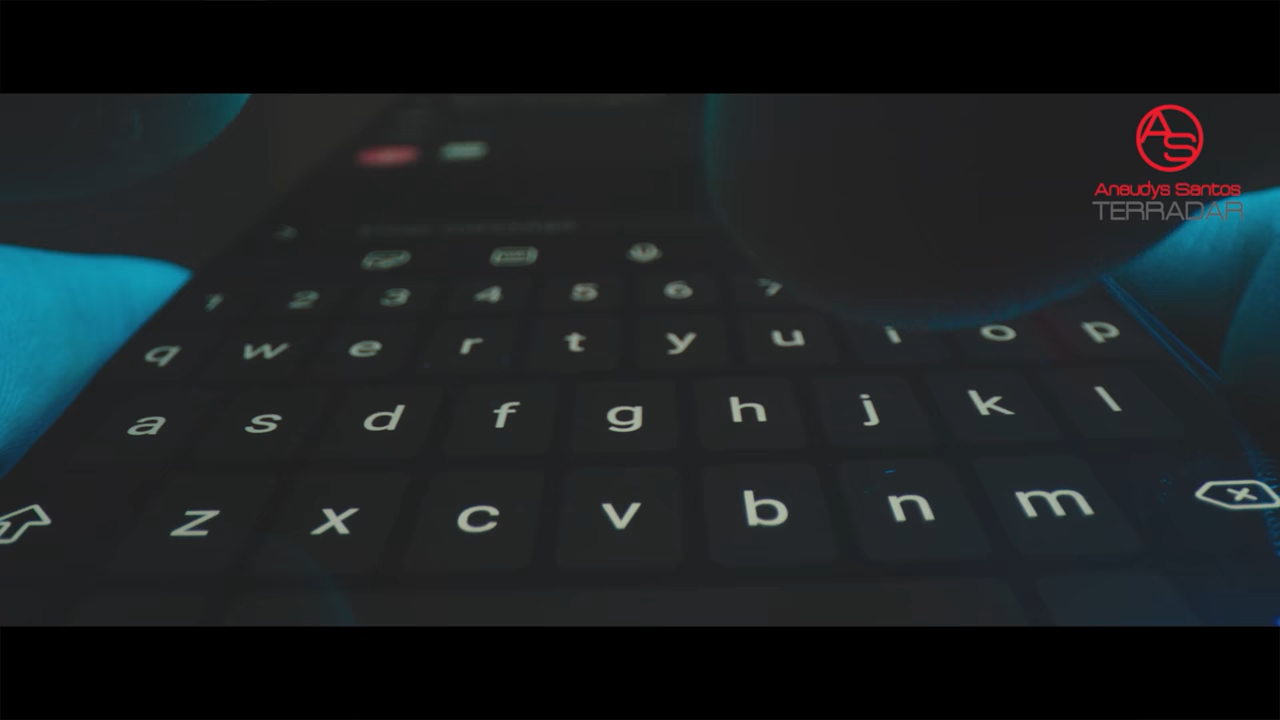 AS
Aneudys Santos
TERRADAR
1 2 3 4 5 6 7
q w e r t y u i o p
a s d f g h j k l
z x c v b n m